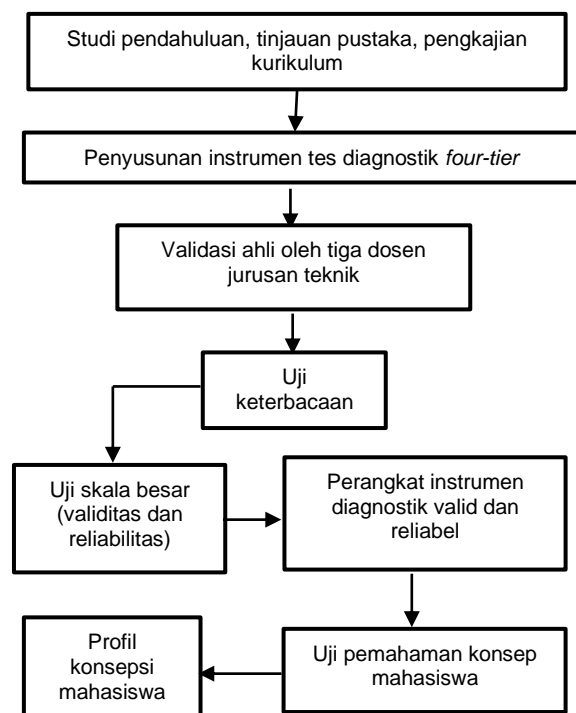 Studi pendahuluan, tinjauan pustaka, pengkajian
kurikulum
Penyusunan instrumen tes diagnostik four-tier
Validasi ahli oleh tiga dosen
jurusan teknik
Uji
keterbacaan
Uji skala besar
(validitas dan
reliabilitas)
Perangkat instrumen
diagnostik valid dan
reliabel
Uji pemahaman konsep
mahasiswa
Profil
konsepsi
mahasiswa